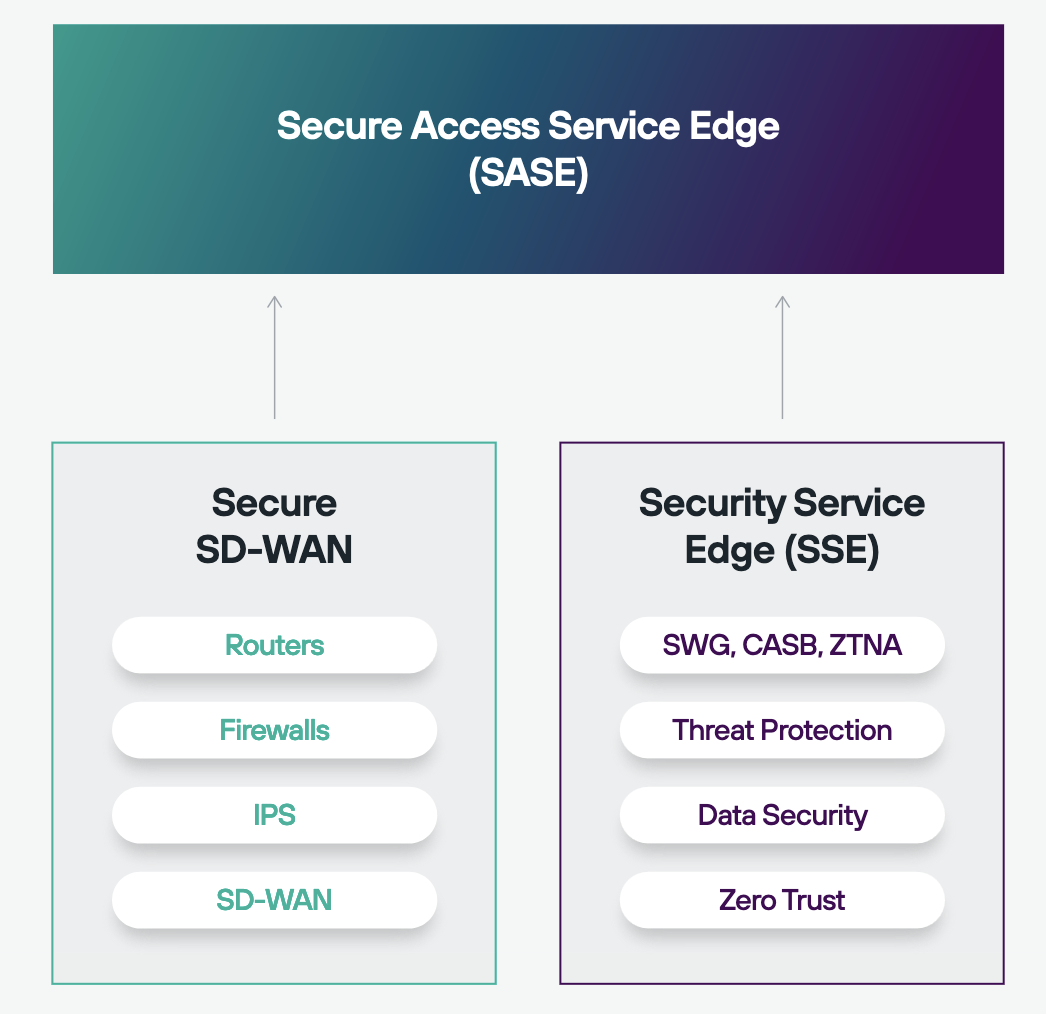 Secure Access Service Edge
(SASE)
Secure
SD-WAN
Routers
Firewalls
IPS
SD-WAN
Security Service
Edge (SSE)
SWG, CASB, ZTNA
Threat Protection
Data Security
Zero Trust